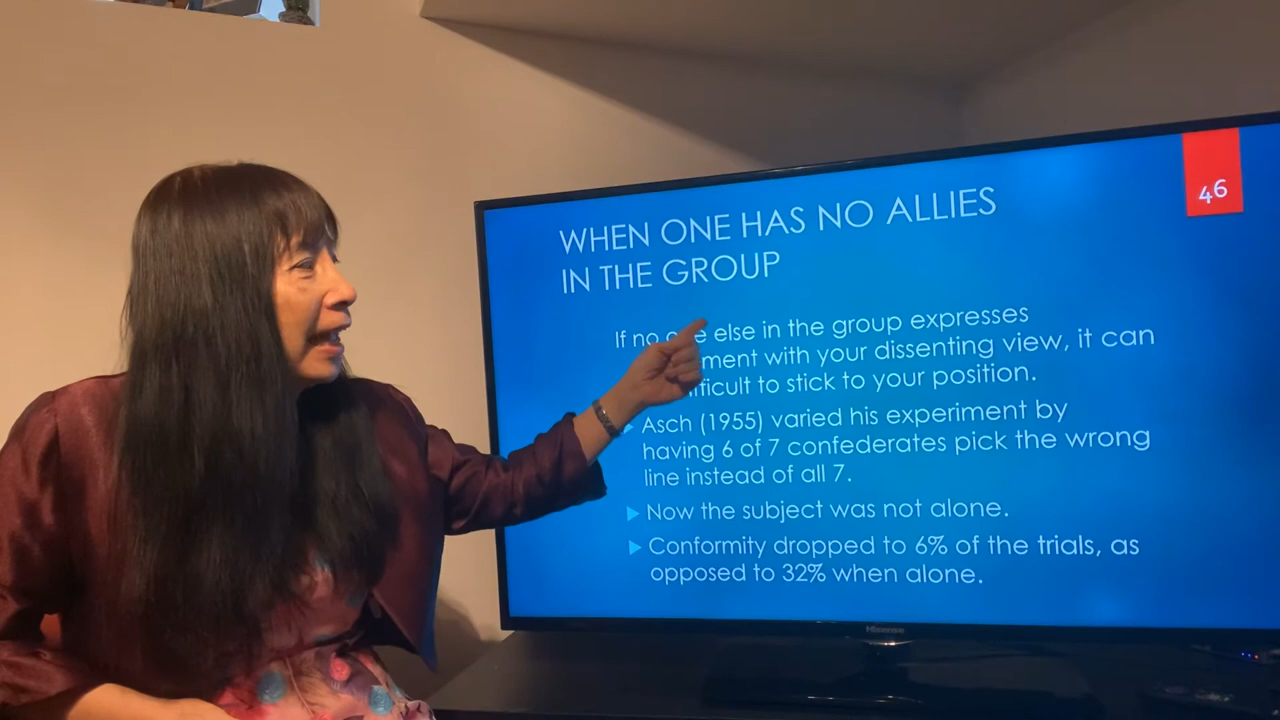 46
WHEN ONE HAS NO ALLIES
IN THE GROUP
If no one else in the group expresses
ment with your dissenting view, it can
ifficult to stick to your position.
Asch (1955) varied his experiment by
having 6 of 7 confederates pick the wrong
line instead of all 7.
Now the subject was not alone.
Conformity dropped to 6% of the trials, as
opposed to 32% when alone.
Hisense